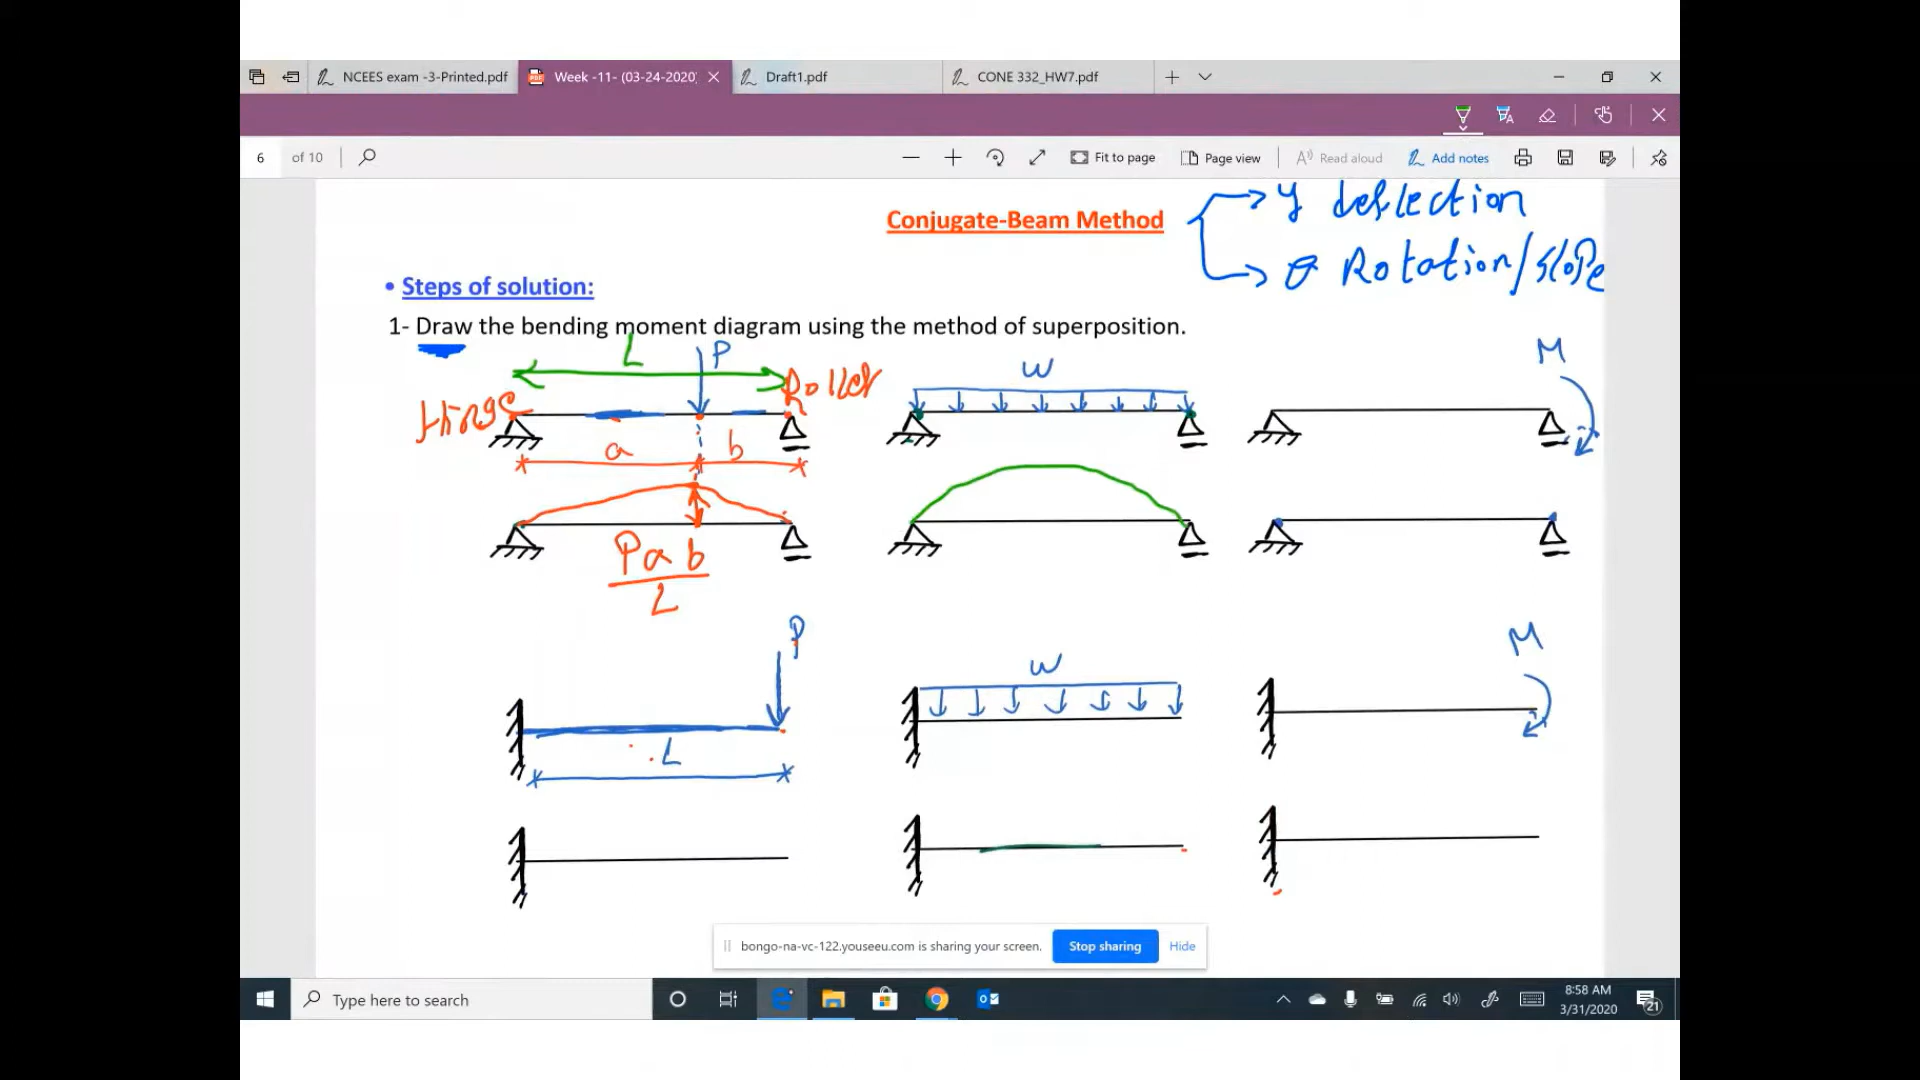 NCEES exam -3-Printed.pdf
Week -11- (03-24-2020)
Draft1.pdf
CONE 332_HW7.pdf
6 of 10
Fit to page
Page view
Read aloud
Add notes
Conjugate-Beam Method
y deflection
θ Rotation/slope
• Steps of solution:
1- Draw the bending moment diagram using the method of superposition.
L
P
Hinge
Roller
a
b
W
M
Pab
L
P
L
W
M
bongo-na-vc-122.youseeu.com is sharing your screen.
Stop sharing
Hide
Type here to search
8:58 AM
3/31/2020
21